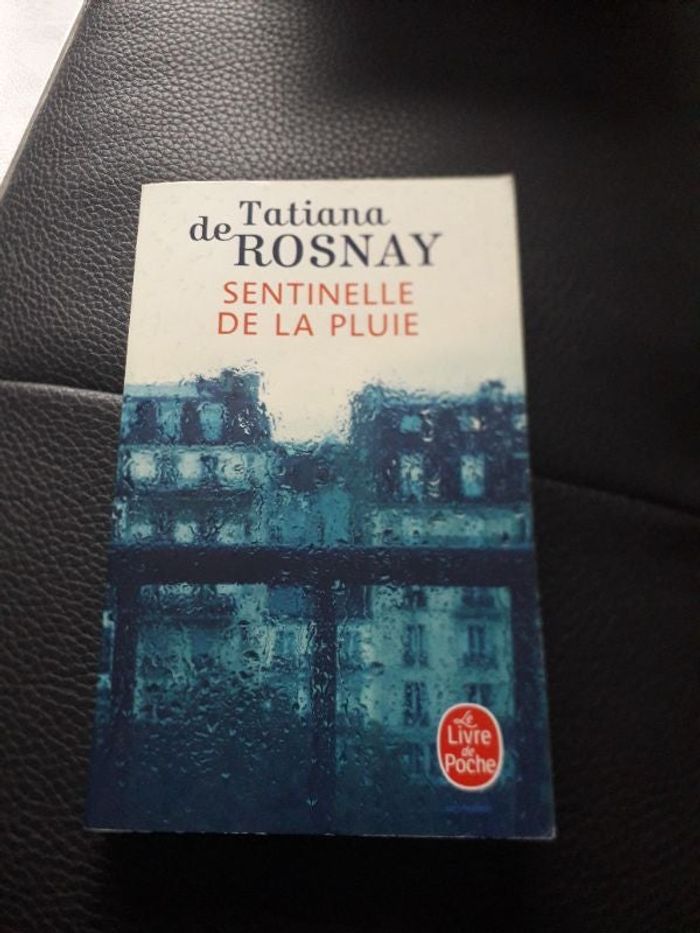 Tatiana
de ROSNAY
SENTINELLE
DE LA PLUIE
Le
Livre
de
Poche